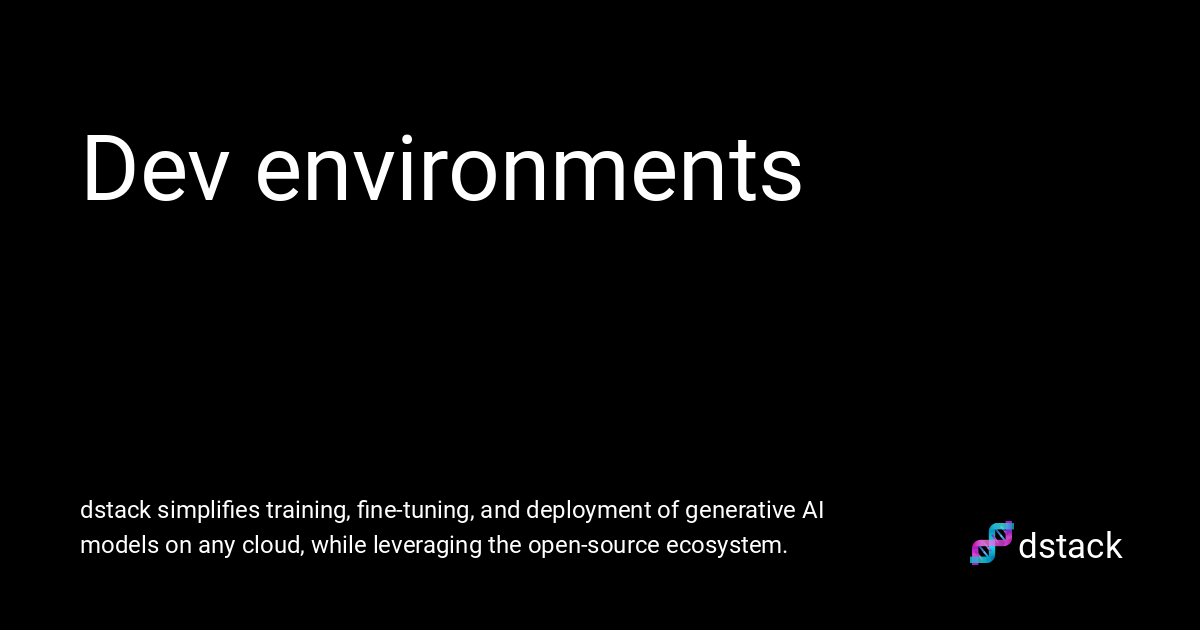 Dev environments
dstack simplifies training, fine-tuning, and deployment of generative AI
models on any cloud, while leveraging the open-source ecosystem.
dstack